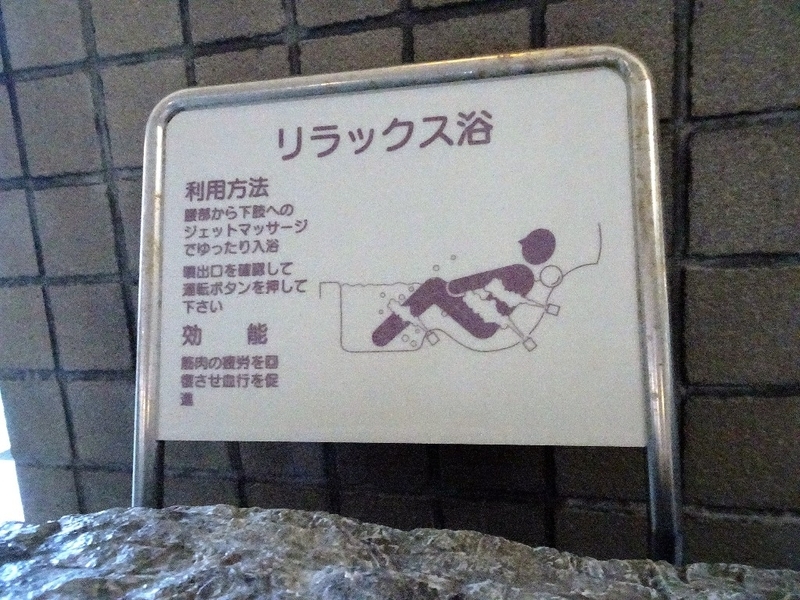 リラックス浴
利用方法
腰部から下肢への
ジェットマッサージ
でゆったり入浴
噴出口を確認して
運転ボタンを押して
下さい
効 能
筋肉の疲労を回
復させ血行を促
進